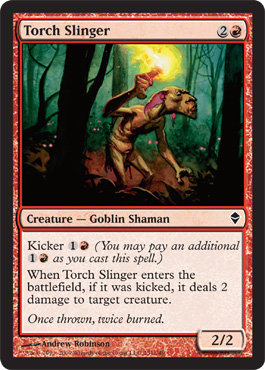 Torch Slinger 2
Creature — Goblin Shaman
Kicker 1 (You may pay an additional
1 as you cast this spell.)
When Torch Slinger enters the
battlefield, if it was kicked, it deals 2
damage to target creature.
Once thrown, twice burned.
Andrew Robinson
2/2